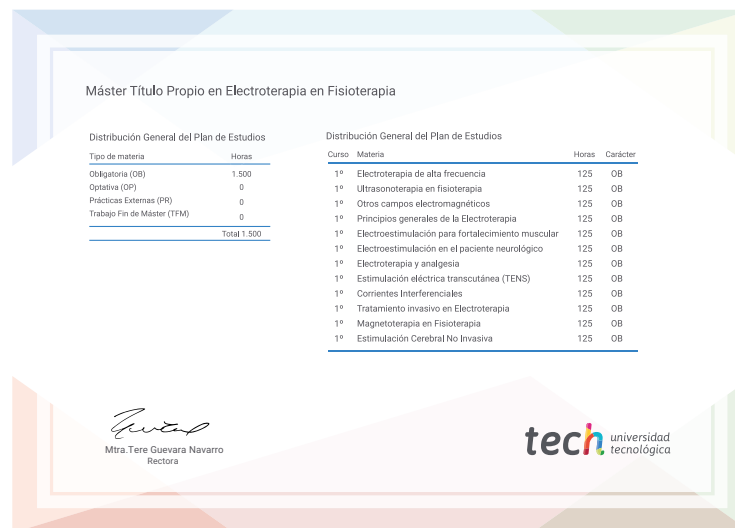 Máster Título Propio en Electroterapia en Fisioterapia
Distribución General del Plan de Estudios
Tipo de materia Horas
Obligatoria (OB) 1.500
Optativa (OP) 0
Prácticas Externas (PR) 0
Trabajo Fin de Máster (TFM) 0
Total 1.500
Distribución General del Plan de Estudios
Curso Materia Horas Carácter
1º Electroterapia de alta frecuencia 125 OB
1º Ultrasonoterapia en fisioterapia 125 OB
1º Otros campos electromagnéticos 125 OB
1º Principios generales de la Electroterapia 125 OB
1º Electroestimulación para fortalecimiento muscular 125 OB
1º Electroestimulación en el paciente neurológico 125 OB
1º Electroterapia y analgesia 125 OB
1º Estimulación eléctrica transcutánea (TENS) 125 OB
1º Corrientes Interferenciales 125 OB
1º Tratamiento invasivo en Electroterapia 125 OB
1º Magnetoterapia en Fisioterapia 125 OB
1º Estimulación Cerebral No Invasiva 125 OB
Mtra.Tere Guevara Navarro
Rectora
tech universidad
tecnológica